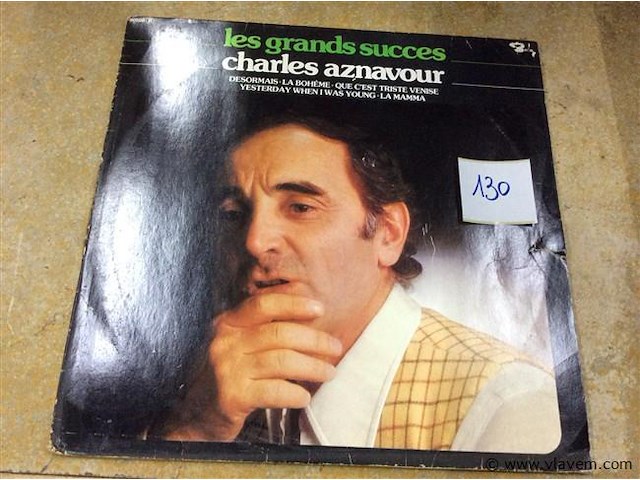 les grands succes
charles aznavour
DESORMAIS · LA BOHÈME · QUE C'EST TRISTE VENISE
YESTERDAY WHEN I WAS YOUNG · LA MAMMA
130
© www.vlavem.com